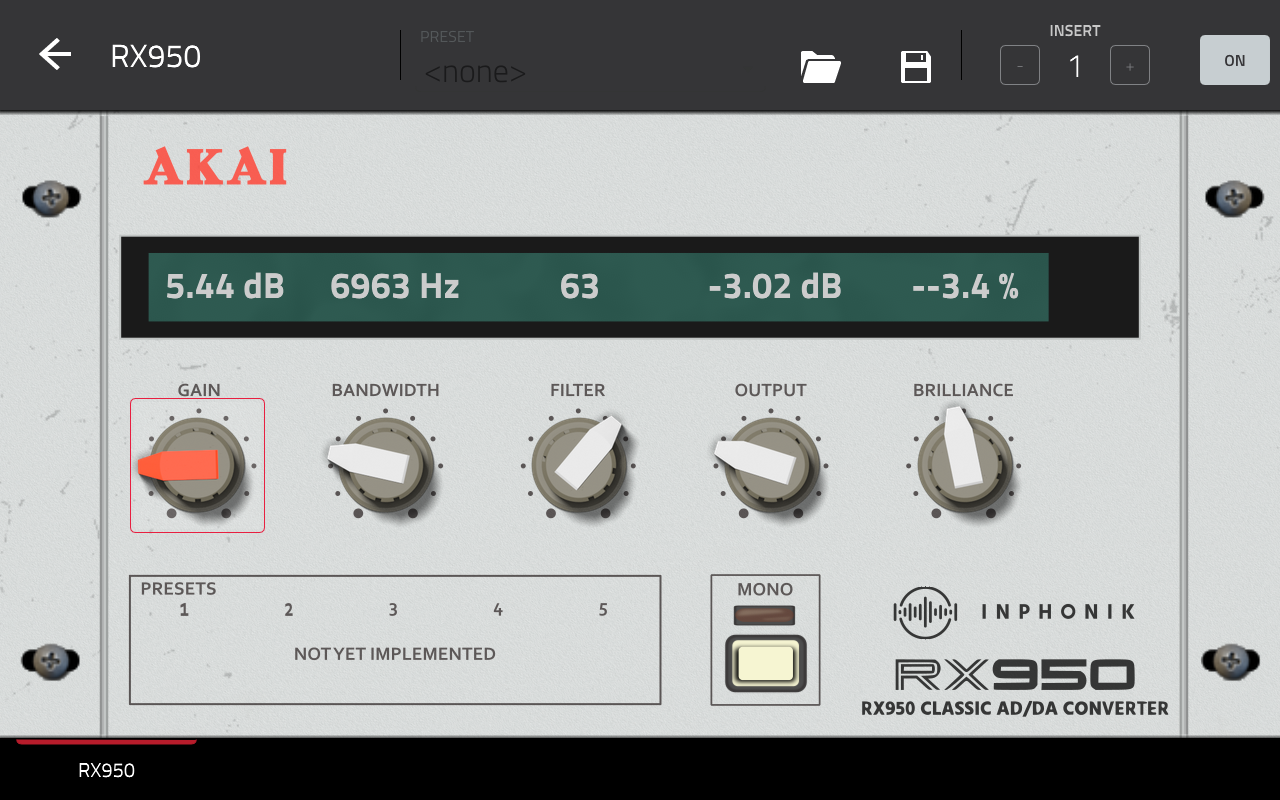 RX950
PRESET
<none>
INSERT
- 1 +
ON
AKAI
5.44 dB 6963 Hz 63 -3.02 dB --3.4 %
GAIN BANDWIDTH FILTER OUTPUT BRILLIANCE
PRESETS
1 2 3 4 5
NOT YET IMPLEMENTED
MONO
INPHONIK
RX950
RX950 CLASSIC AD/DA CONVERTER
RX950